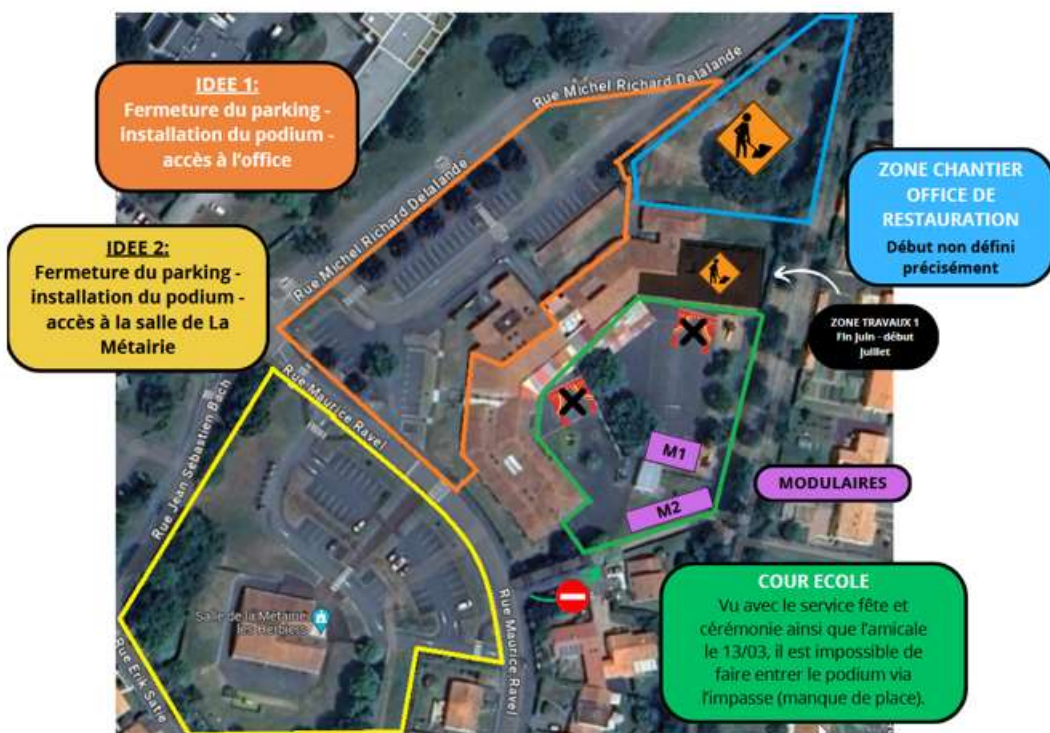 IDEE 1:
Fermeture du parking -
installation du podium -
accès à l'office
IDEE 2:
Fermeture du parking -
installation du podium -
accès à la salle de La
Métairie
Rue Michel Richard Delalande
Rue Michel Richard Delalande
ZONE CHANTIER
OFFICE DE
RESTAURATION
Début non défini
précisément
ZONE TRAVAUX 1
Fin Juin - début
Juillet
Rue Maurice Ravel
Rue Jean Sébastien Bach
M1
M2
MODULAIRES
Salle de la Métairie
les Herbiers
Rue Maurice Ravel
Rue Erik Satie
COUR ECOLE
Vu avec le service fête et
cérémonie ainsi que l'amicale
le 13/03, il est impossible de
faire entrer le podium via
l'impasse (manque de place).